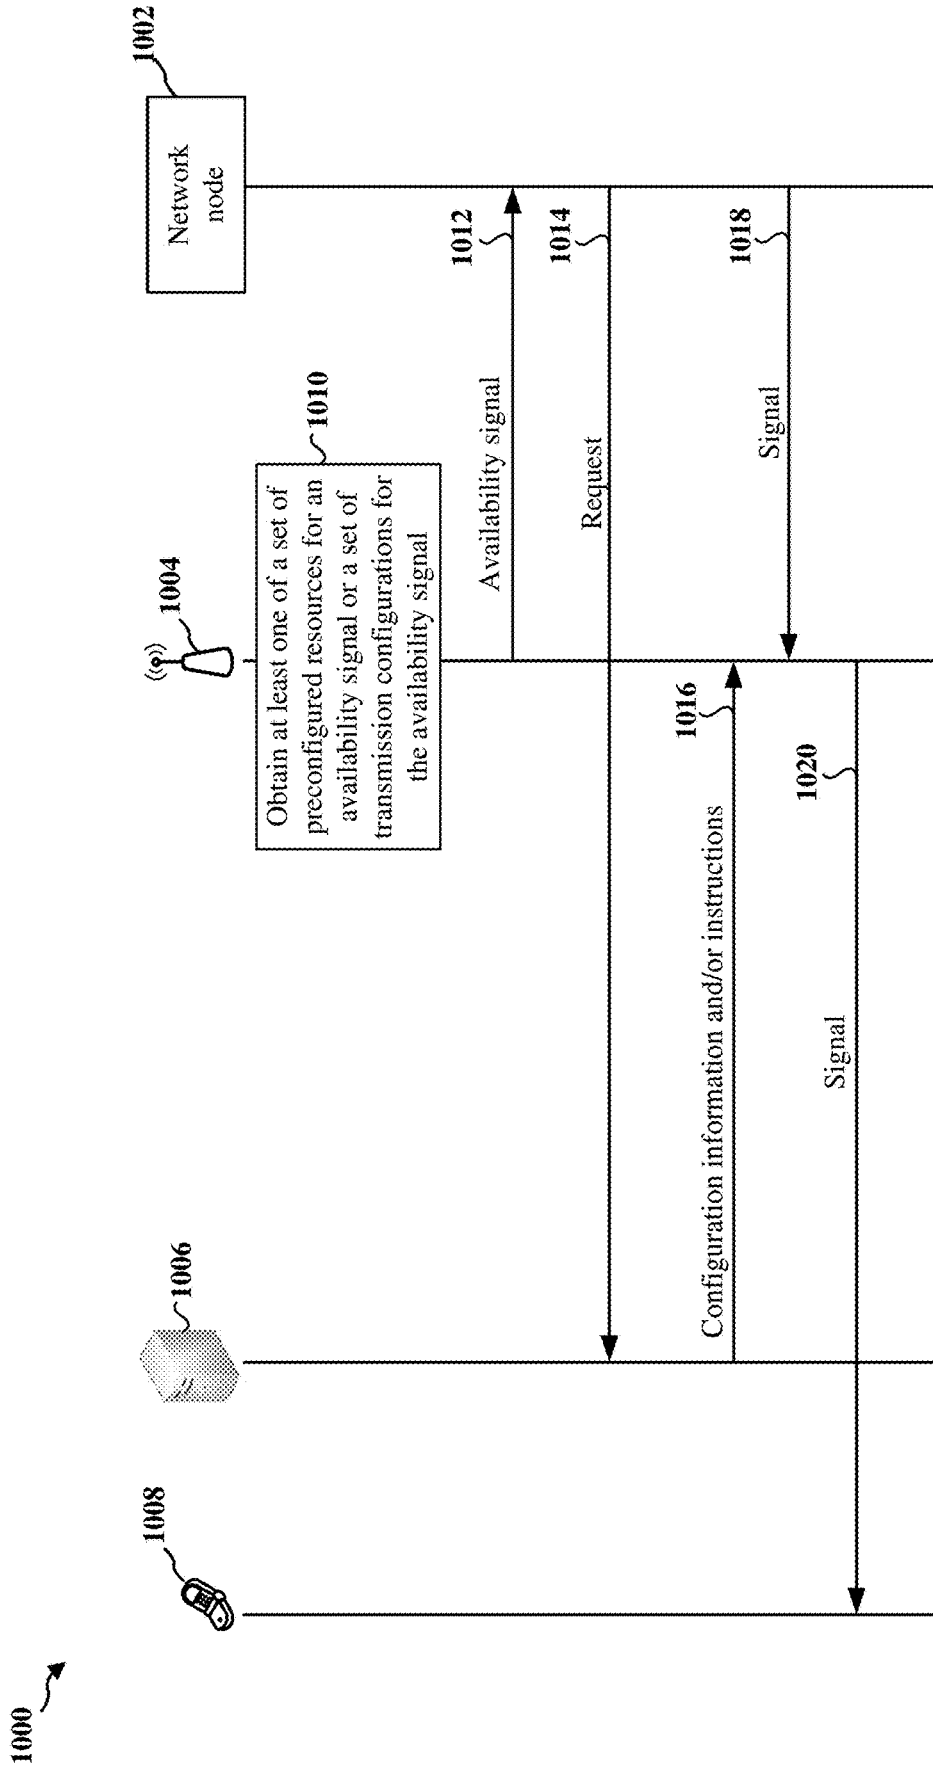 1000
1008
1006
1004
1002
Network
node
Obtain at least one of a set of
preconfigured resources for an
availability signal or a set of
transmission configurations for
the availability signal
1010
Availability signal
1012
Request
1014
Configuration information and/or instructions
1016
Signal
1018
Signal
1020